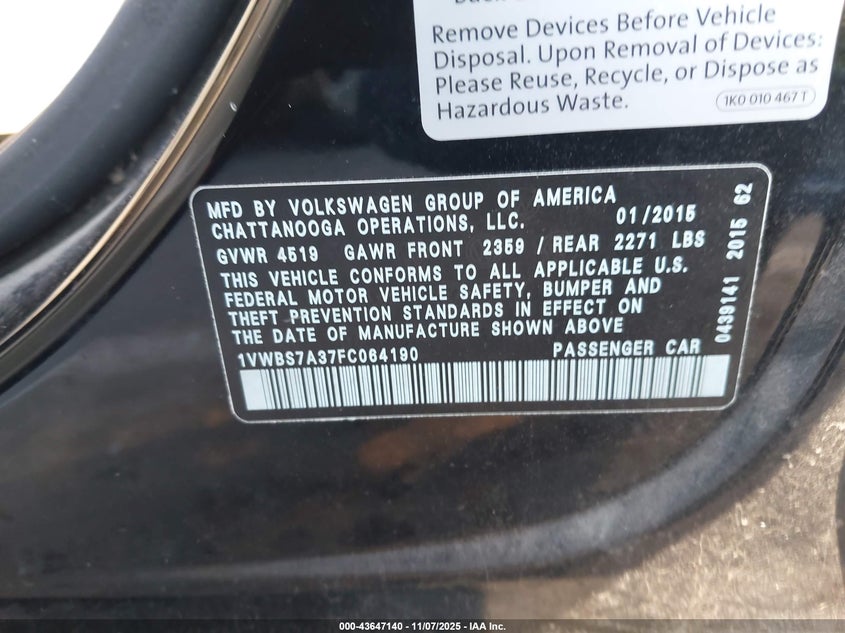 Remove Devices Before Vehicle
Disposal. Upon Removal of Devices:
Please Reuse, Recycle, or Dispose as
Hazardous Waste.
1K0 010 467 T
MFD BY VOLKSWAGEN GROUP OF AMERICA
CHATTANOOGA OPERATIONS, LLC. 01/2015
GVWR 4519 GAWR FRONT 2359 / REAR 2271 LBS
THIS VEHICLE CONFORMS TO ALL APPLICABLE U.S.
FEDERAL MOTOR VEHICLE SAFETY, BUMPER AND
THEFT PREVENTION STANDARDS IN EFFECT ON
THE DATE OF MANUFACTURE SHOWN ABOVE
1VWBS7A37FC064190 PASSENGER CAR
0439141 2015 62
000-43647140 - 11/07/2025 - IAA Inc.